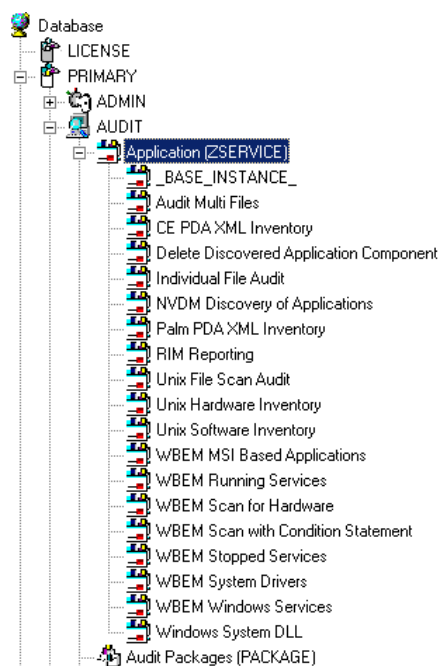 Database
LICENSE
PRIMARY
ADMIN
AUDIT
Application (ZSERVICE)
_BASE_INSTANCE_
Audit Multi Files
CE PDA XML Inventory
Delete Discovered Application Component
Individual File Audit
NVDM Discovery of Applications
Palm PDA XML Inventory
RIM Reporting
Unix File Scan Audit
Unix Hardware Inventory
Unix Software Inventory
WBEM MSI Based Applications
WBEM Running Services
WBEM Scan for Hardware
WBEM Scan with Condition Statement
WBEM Stopped Services
WBEM System Drivers
WBEM Windows Services
Windows System DLL
Audit Packages (PACKAGE)